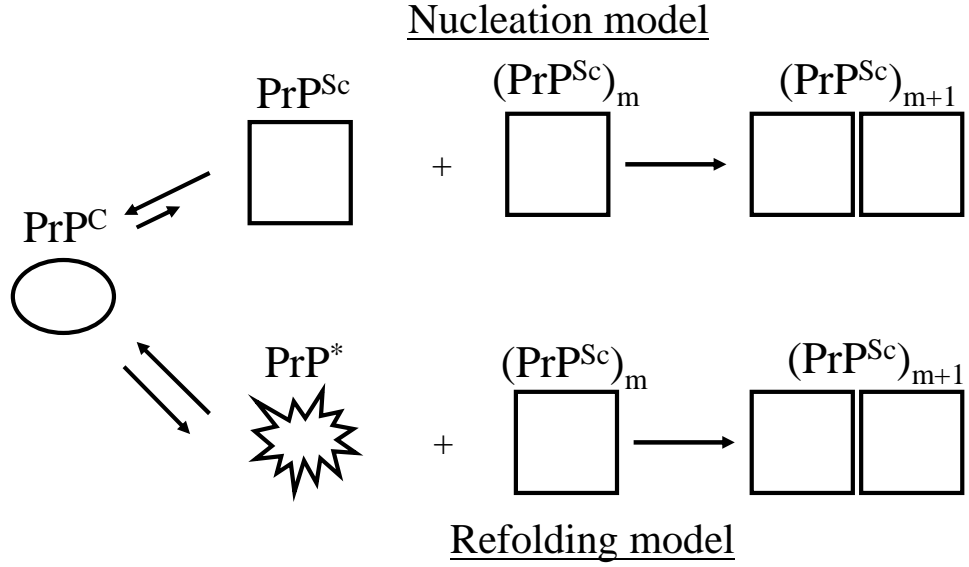 Nucleation model
PrP^Sc
+
(PrP^Sc)_m
(PrP^Sc)_m+1
PrP^C
PrP^*
+
(PrP^Sc)_m
(PrP^Sc)_m+1
Refolding model